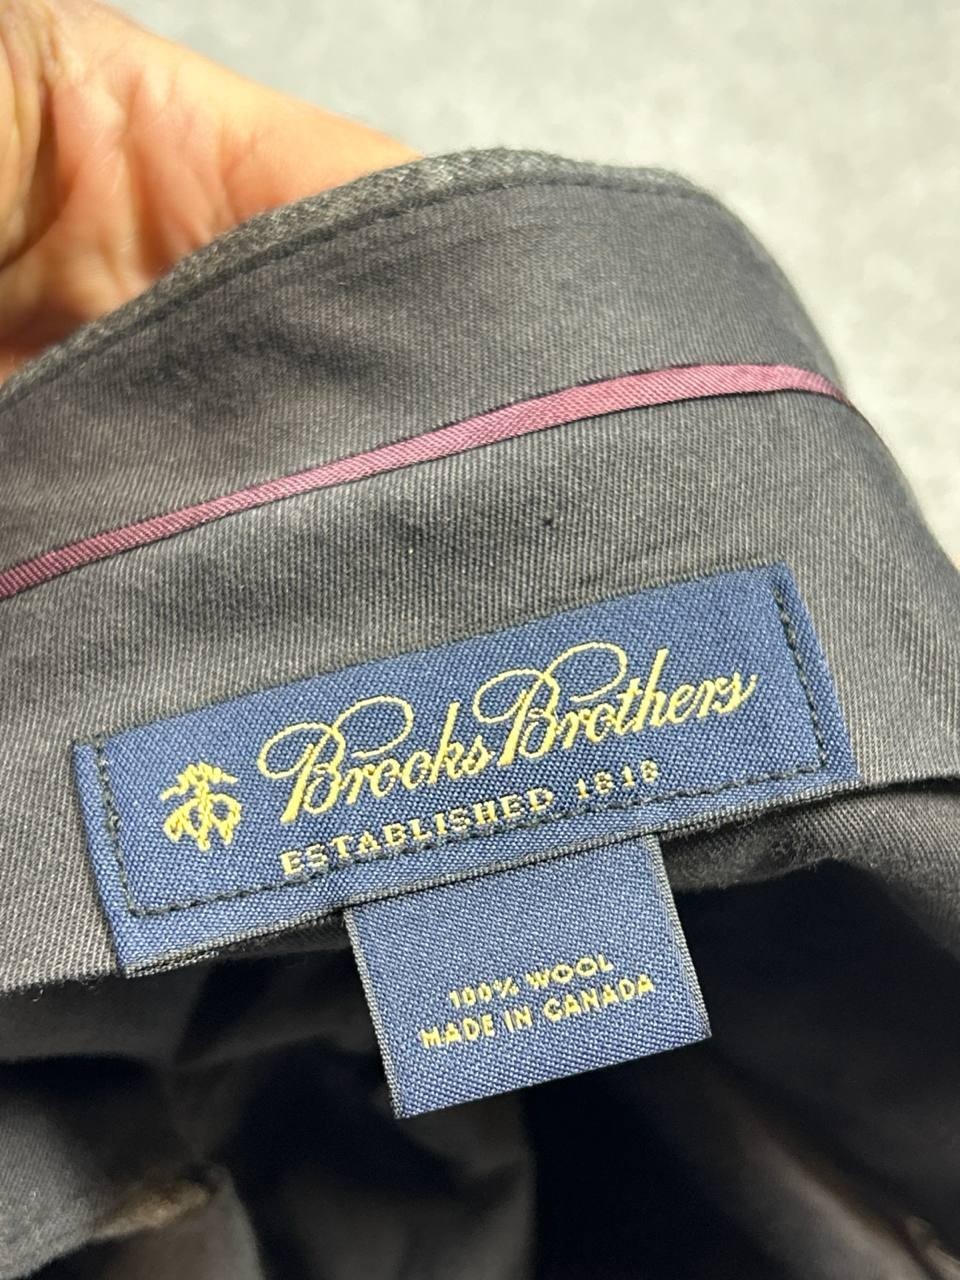 Brooks Brothers
ESTABLISHED 1818
100% WOOL
MADE IN CANADA